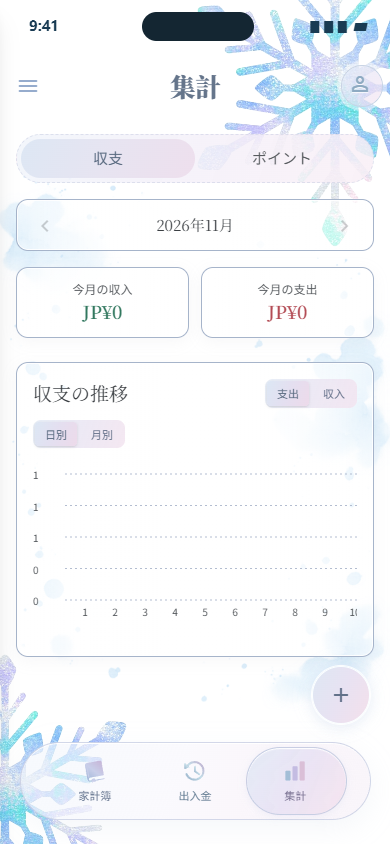 9:41
集計
収支 ポイント
2026年11月
今月の収入 今月の支出
JP¥0 JP¥0
収支の推移 支出 収入
日別 月別
1
1
1
0
0
1 2 3 4 5 6 7 8 9 10
家計簿 出入金 集計